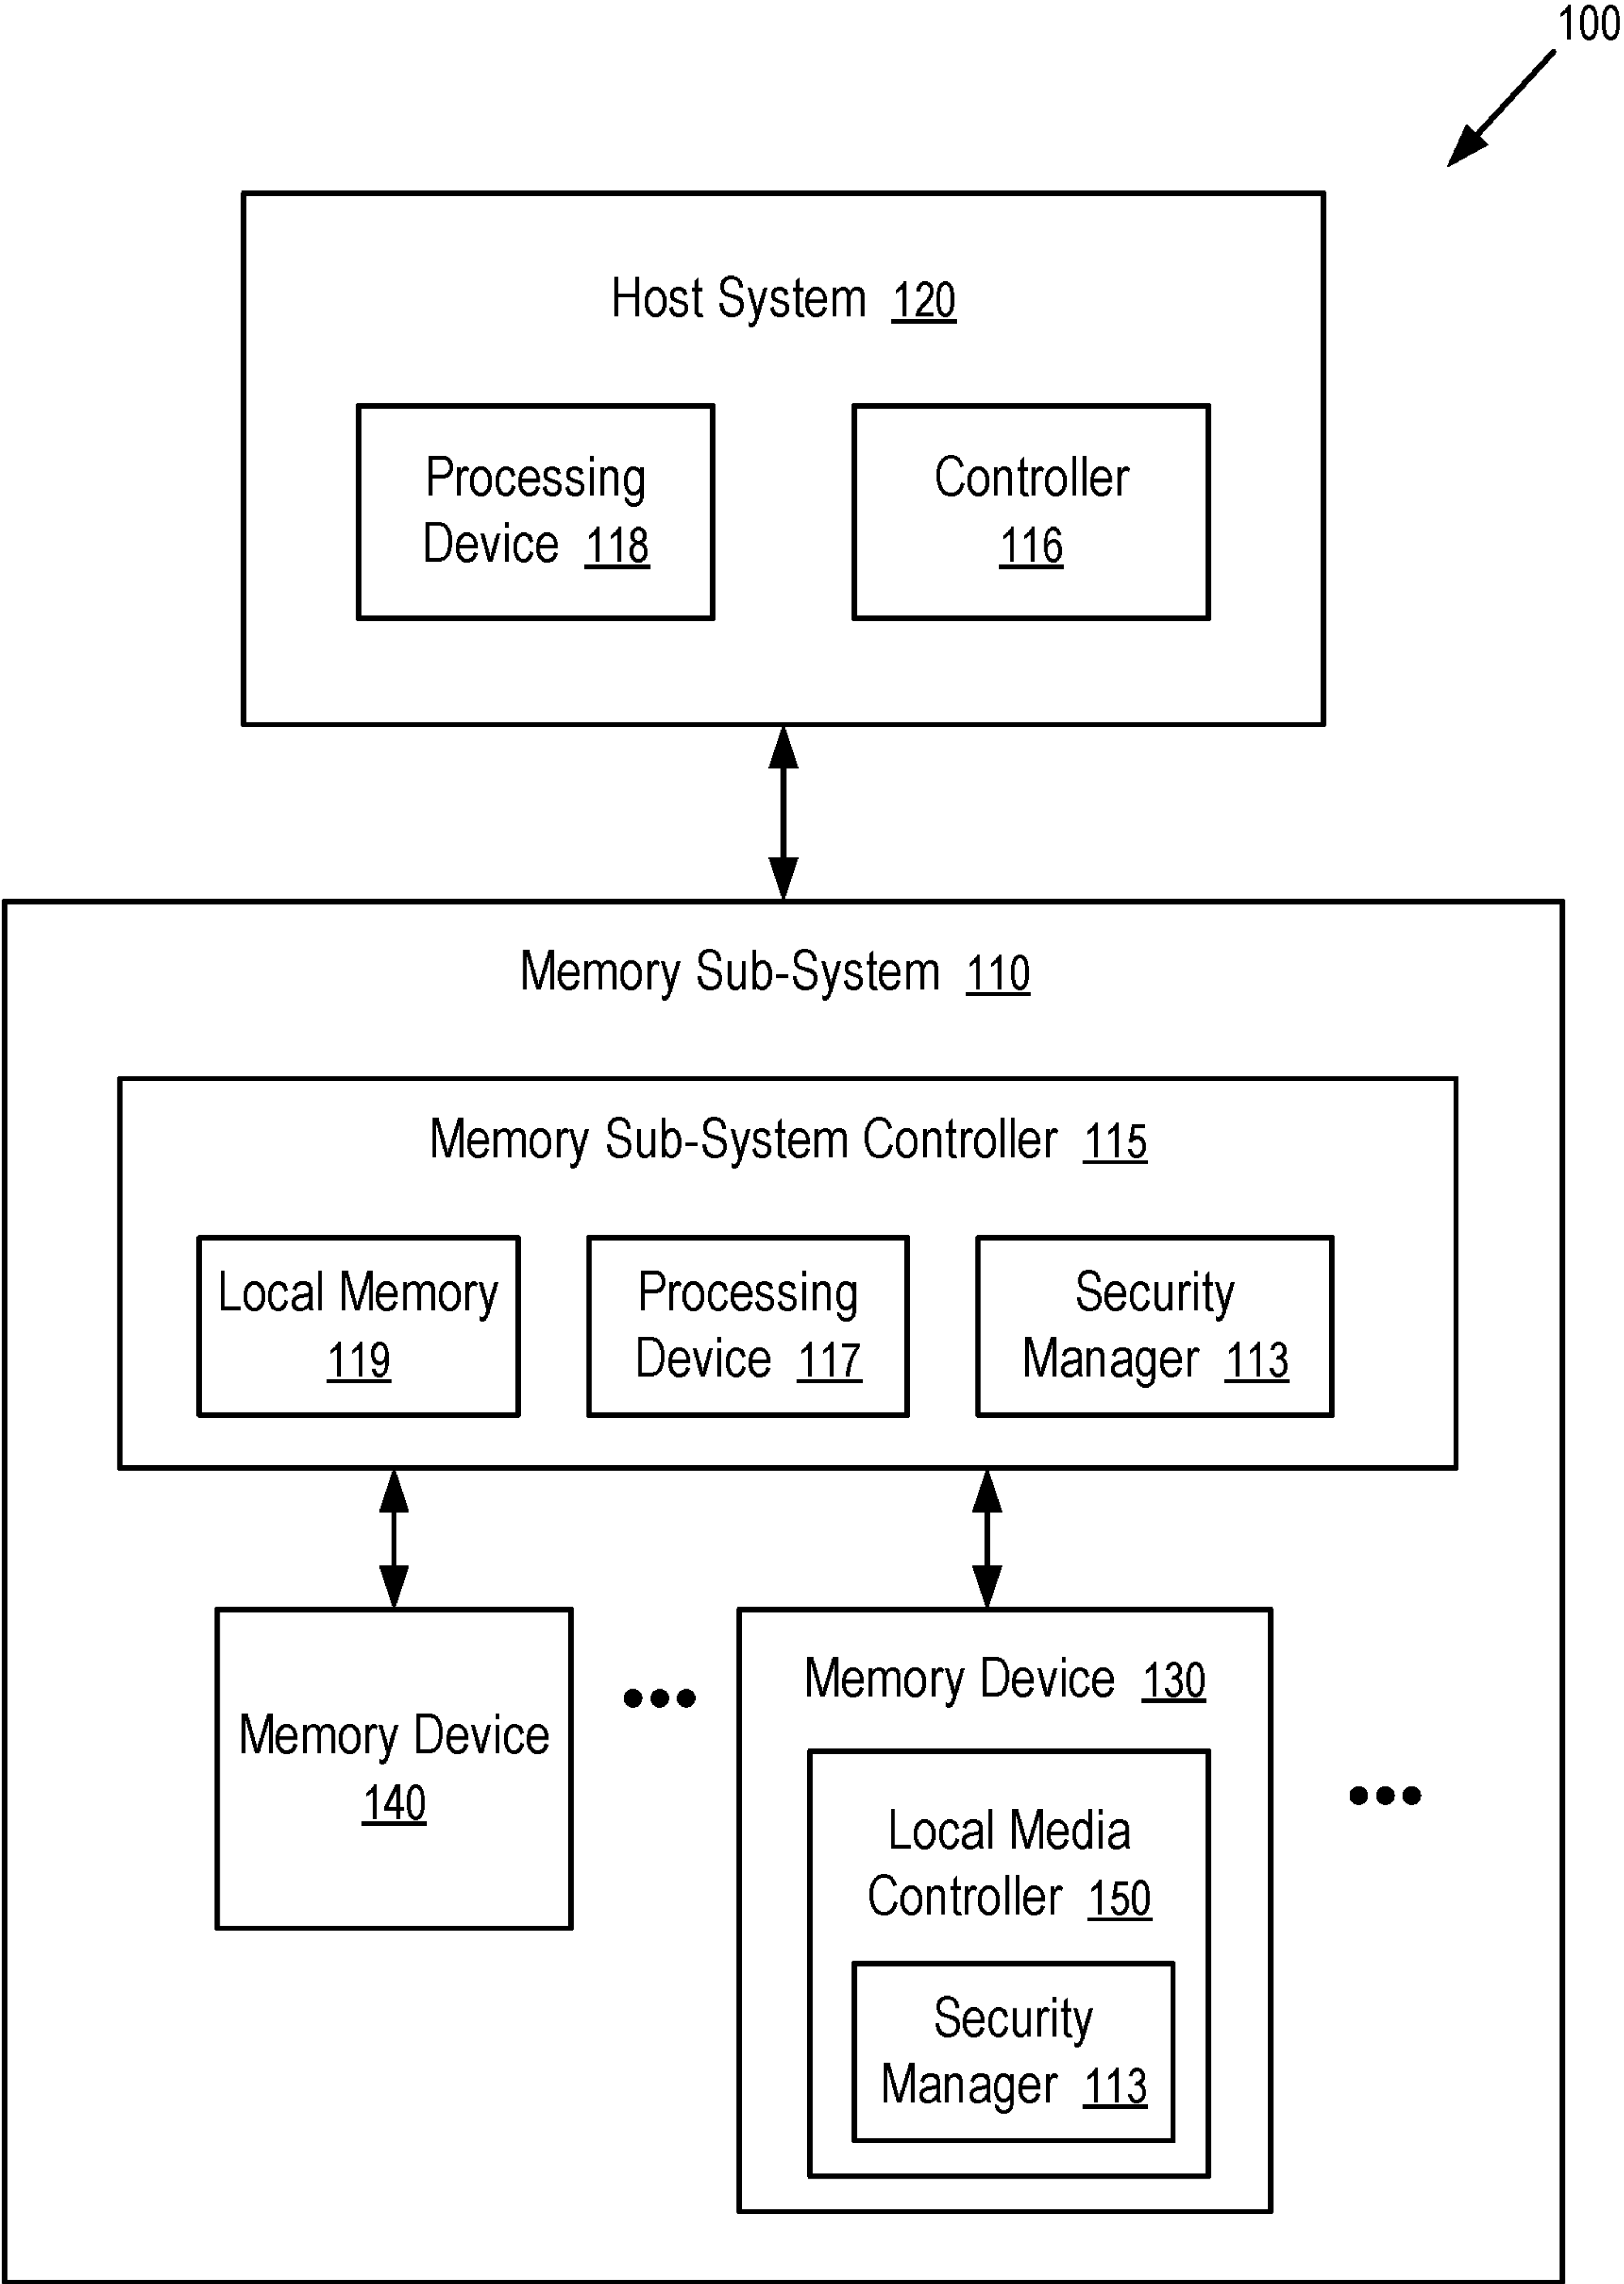 100
Host System 120
Processing
Device 118
Controller
116
Memory Sub-System 110
Memory Sub-System Controller 115
Local Memory
119
Processing
Device 117
Security
Manager 113
Memory Device
140
Memory Device 130
Local Media
Controller 150
Security
Manager 113